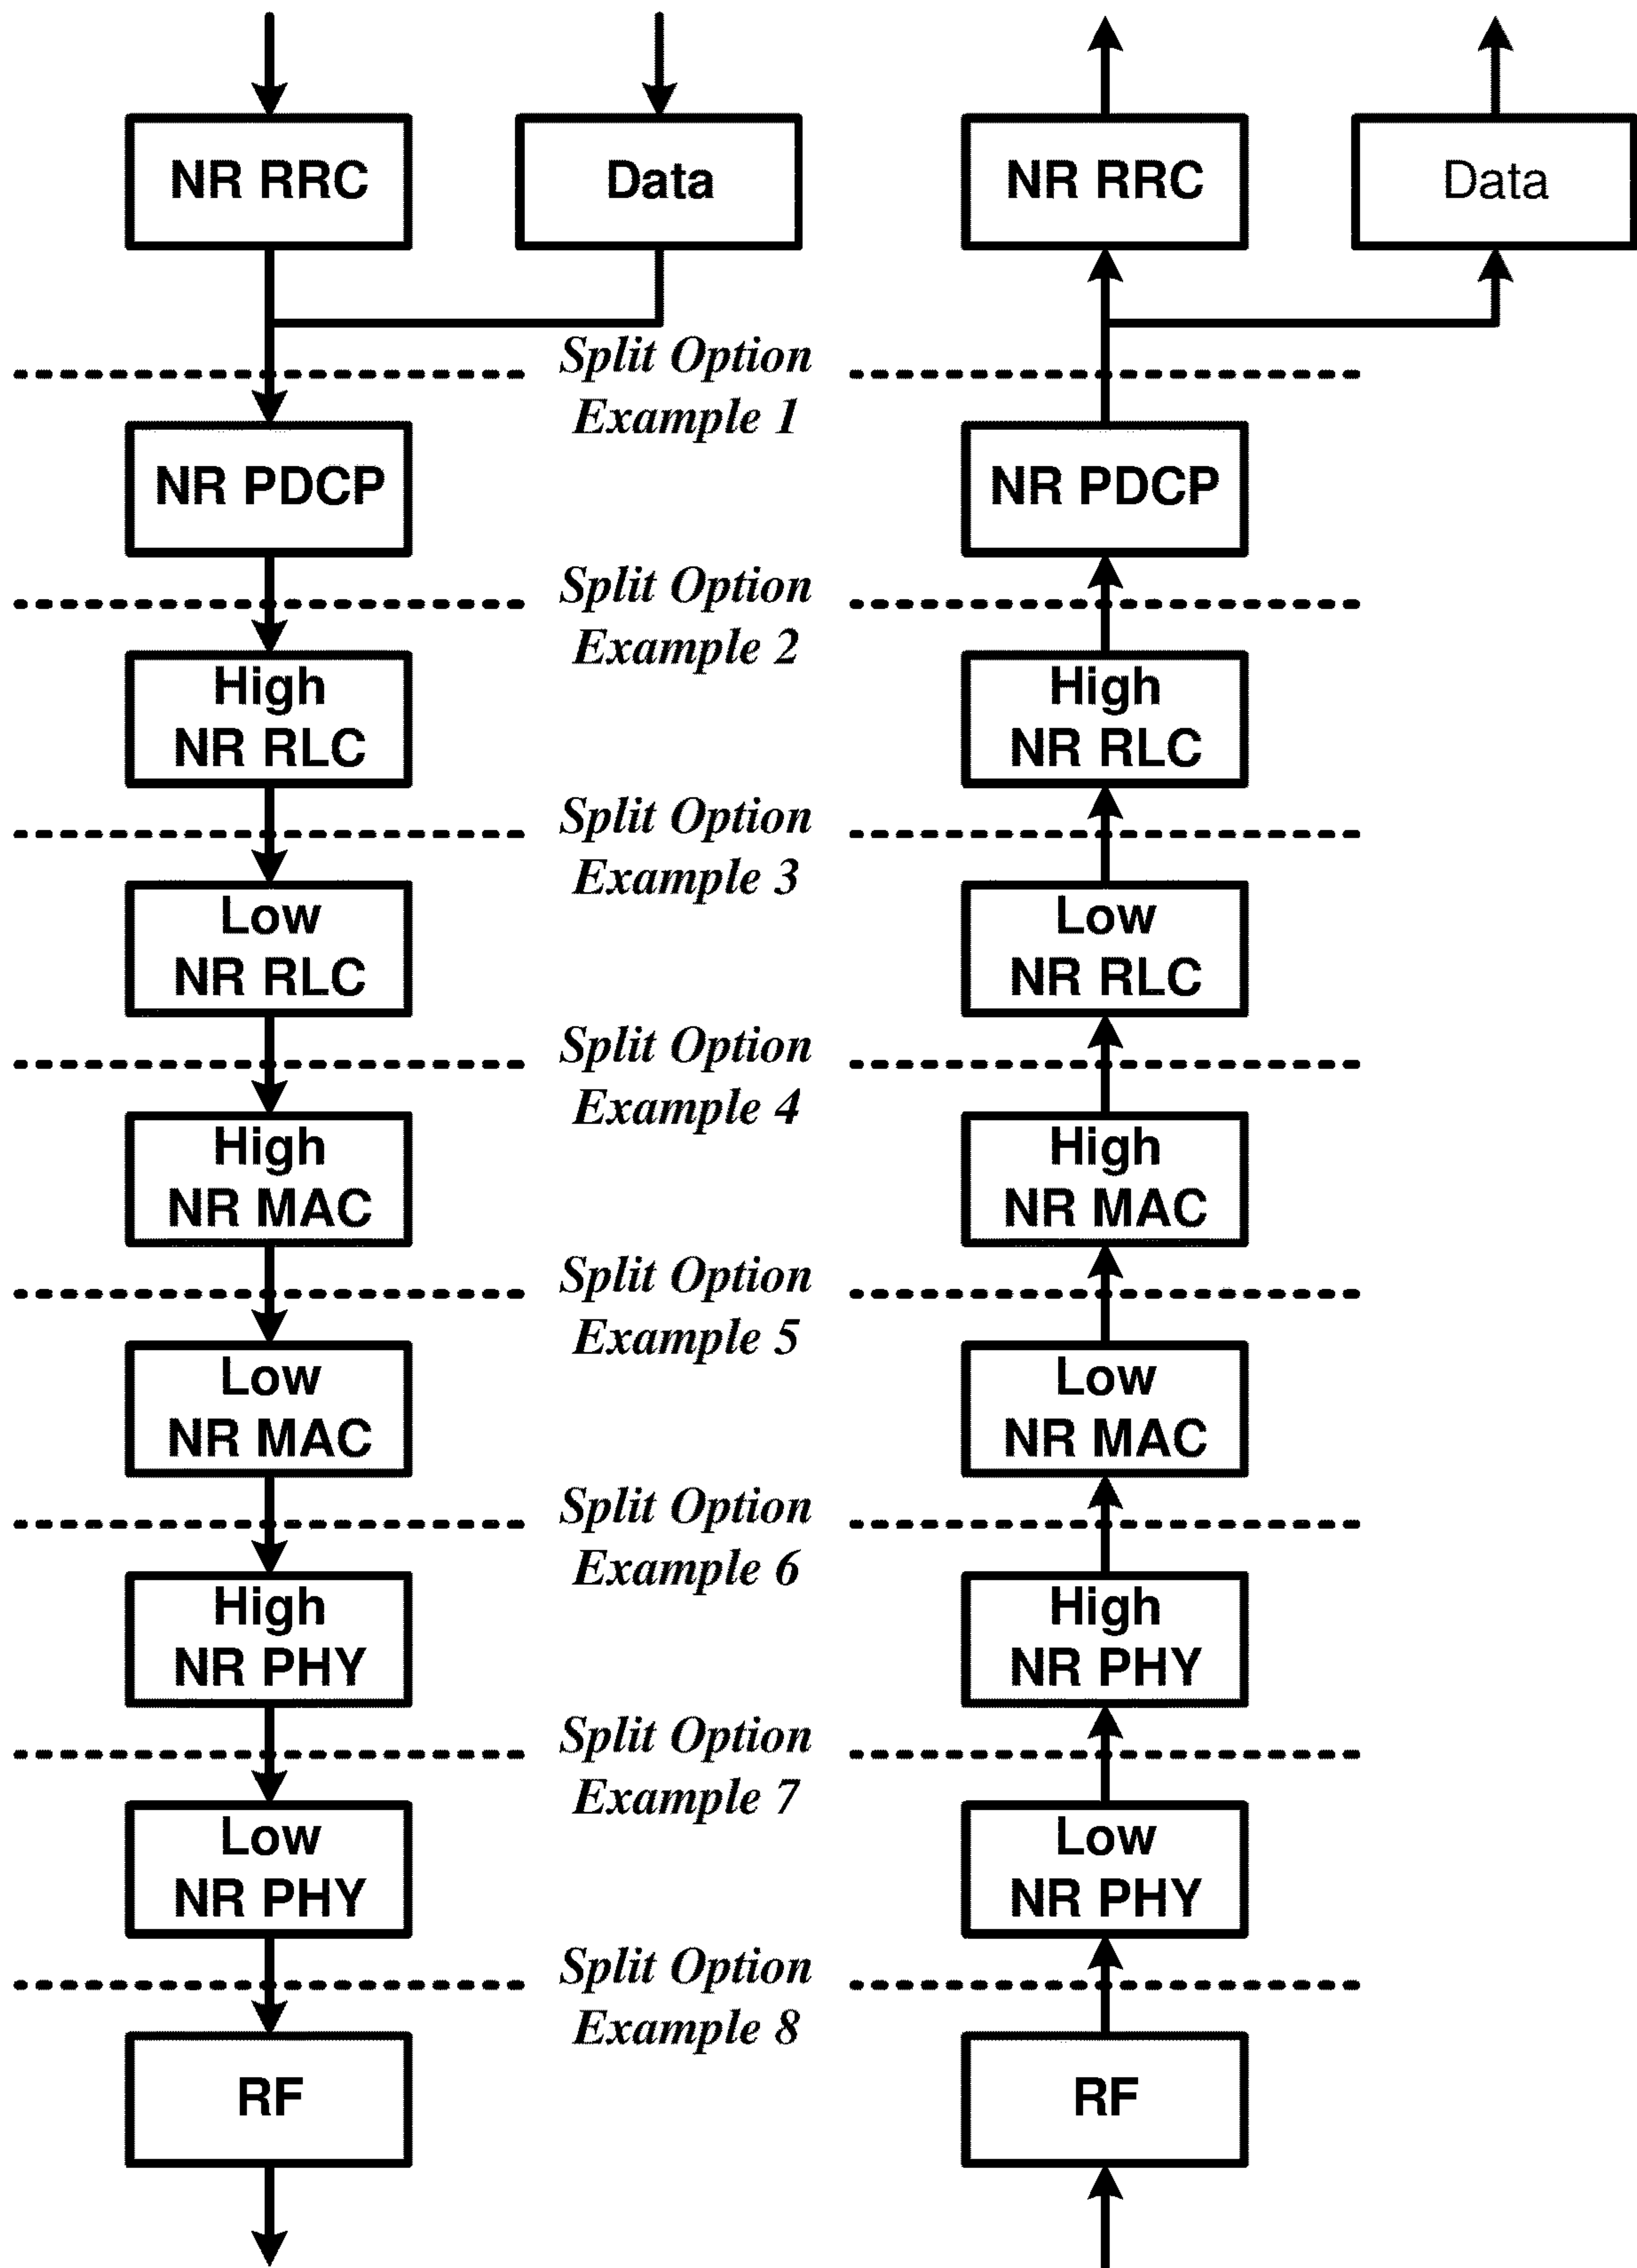 NR RRC
Data
NR RRC
Data
Split Option
Example 1
NR PDCP
NR PDCP
Split Option
Example 2
High
NR RLC
High
NR RLC
Split Option
Example 3
Low
NR RLC
Low
NR RLC
Split Option
Example 4
High
NR MAC
High
NR MAC
Split Option
Example 5
Low
NR MAC
Low
NR MAC
Split Option
Example 6
High
NR PHY
High
NR PHY
Split Option
Example 7
Low
NR PHY
Low
NR PHY
Split Option
Example 8
RF
RF